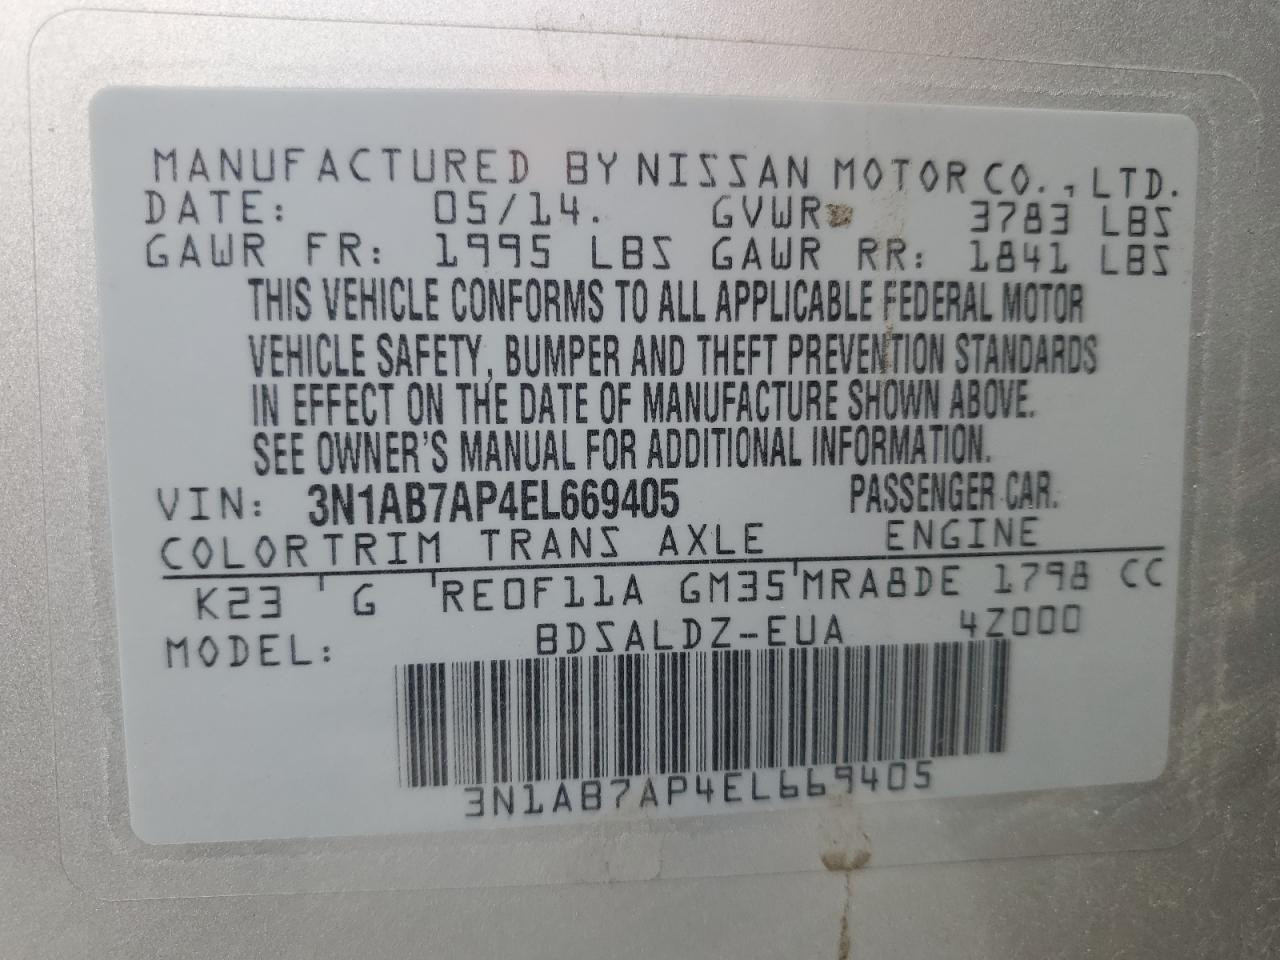 MANUFACTURED BY NISSAN MOTOR CO., LTD.
DATE: 05/14. GVWR: 3783 LBS
GAWR FR: 1995 LBS GAWR RR: 1841 LBS
THIS VEHICLE CONFORMS TO ALL APPLICABLE FEDERAL MOTOR
VEHICLE SAFETY, BUMPER AND THEFT PREVENTION STANDARDS
IN EFFECT ON THE DATE OF MANUFACTURE SHOWN ABOVE.
SEE OWNER'S MANUAL FOR ADDITIONAL INFORMATION.
VIN: 3N1AB7AP4EL669405 PASSENGER CAR.
COLOR TRIM TRANS AXLE ENGINE
K23 G RE0F11A GM35 MRA8DE 1798 CC
MODEL: BDSALDZ-EUA 4Z000
3N1AB7AP4EL669405